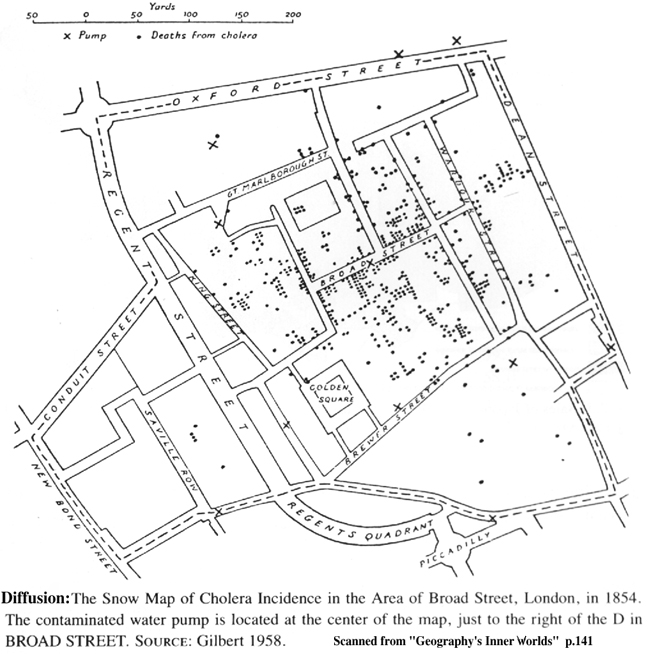 Yards
50 0 50 100 150 200
x Pump • Deaths from cholera
OXFORD STREET
DEAN STREET
REGENT STREET
GT MARLBOROUGH ST
WARDOUR STREET
BROAD STREET
KING STREET
CONDUIT STREET
GOLDEN
SQUARE
SAVILLE ROW
BREWER STREET
NEW BOND STREET
REGENTS QUADRANT
PICCADILLY
Diffusion: The Snow Map of Cholera Incidence in the Area of Broad Street, London, in 1854.
The contaminated water pump is located at the center of the map, just to the right of the D in
BROAD STREET. SOURCE: Gilbert 1958. Scanned from "Geography's Inner Worlds" p.141